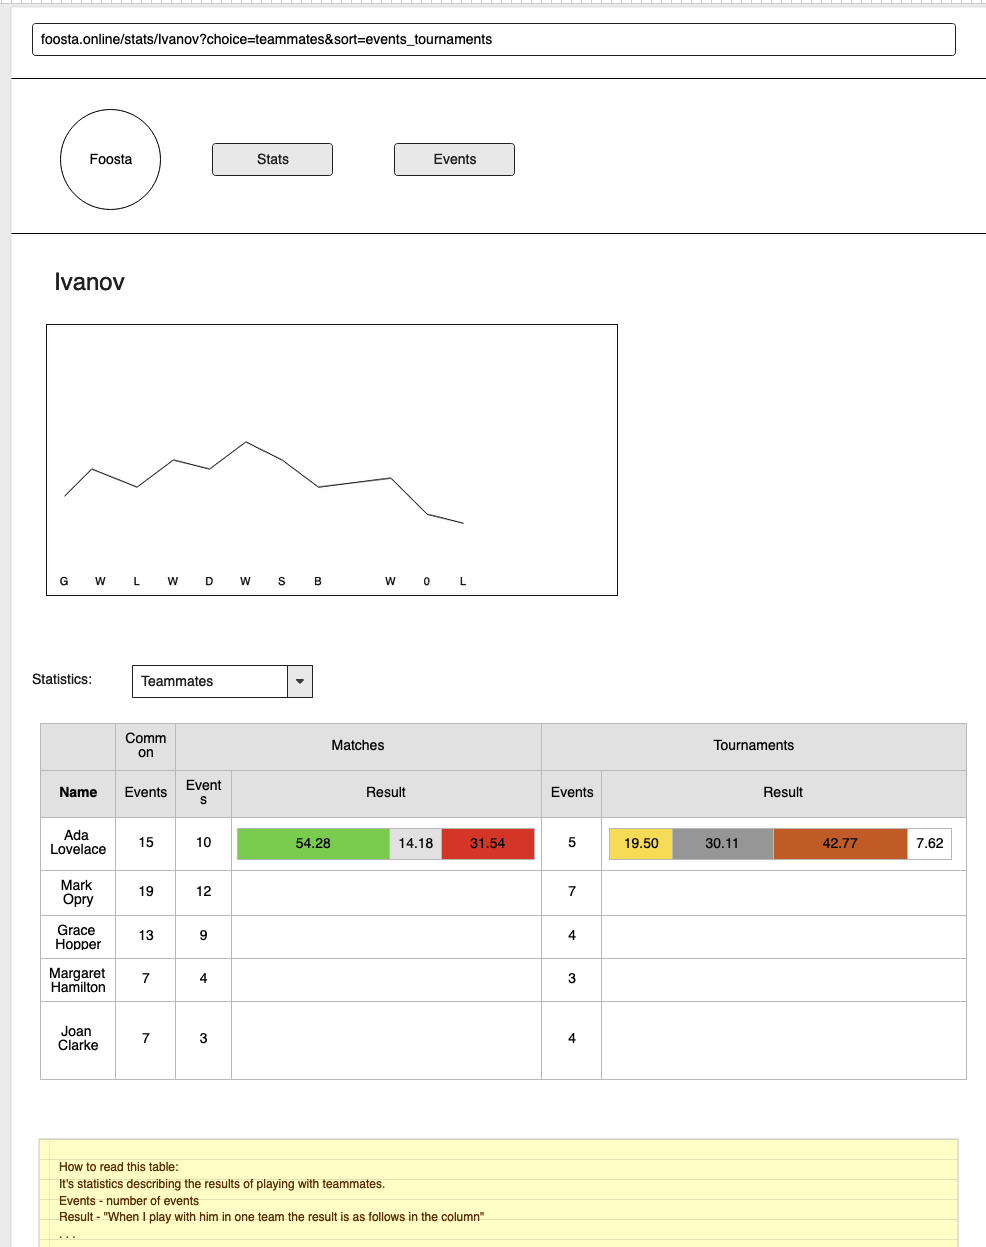 foosta.online/stats/Ivanov?choice=teammates&sort=events_tournaments
Foosta
Stats
Events
Ivanov
G W L W D W S B W 0 L
Statistics:
Teammates
Comm
on
Matches
Tournaments
Name
Events
Event
s
Result
Events
Result
Ada
Lovelace
15
10
54.28
14.18
31.54
5
19.50
30.11
42.77
7.62
Mark
Opry
19
12
7
Grace
Hopper
13
9
4
Margaret
Hamilton
7
4
3
Joan
Clarke
7
3
4
How to read this table:
It's statistics describing the results of playing with teammates.
Events - number of events
Result - "When I play with him in one team the result is as follows in the column"
. . .